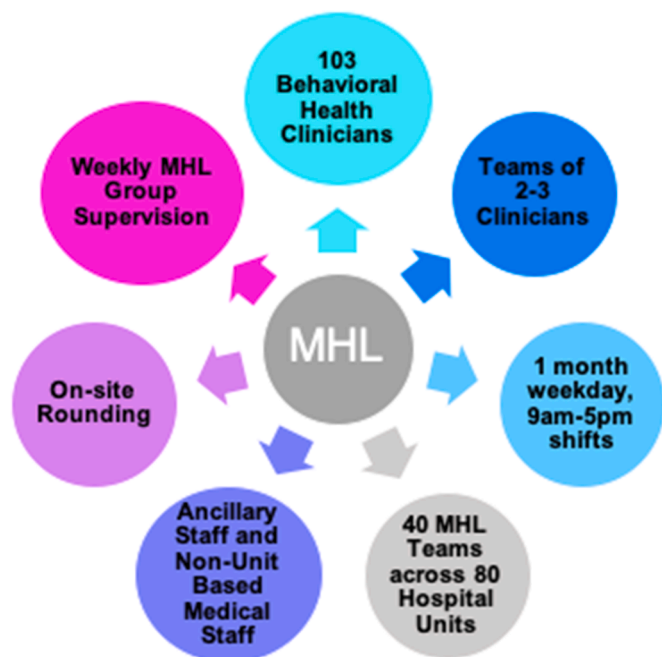 103
Behavioral
Health
Clinicians
Teams of
2-3
Clinicians
1 month
weekday,
9am-5pm
shifts
40 MHL
Teams
across 80
Hospital
Units
Ancillary
Staff and
Non-Unit
Based
Medical
Staff
On-site
Rounding
Weekly MHL
Group
Supervision
MHL